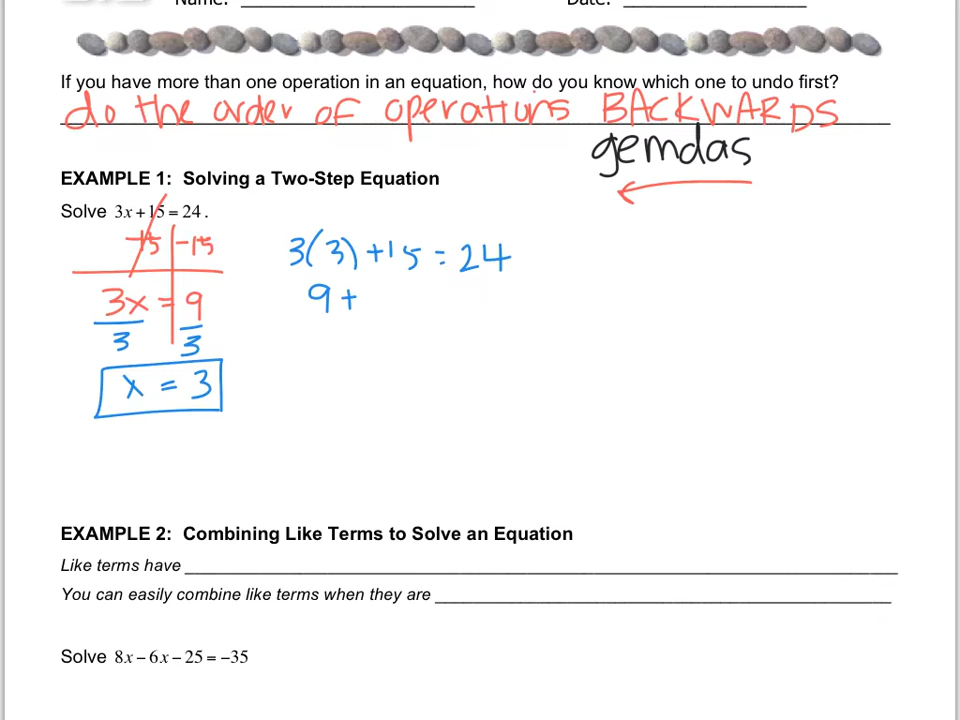 Name: ____________________ Date: ________________
If you have more than one operation in an equation, how do you know which one to undo first?
do the order of operations BACKWARDS
gemdas
EXAMPLE 1: Solving a Two-Step Equation
Solve 3x + 15 = 24.
-15 | -15
3x = 9
3 3
x = 3
3(3) +15 = 24
9 +
EXAMPLE 2: Combining Like Terms to Solve an Equation
Like terms have ____________________
You can easily combine like terms when they are ____________________
Solve 8x – 6x – 25 = –35